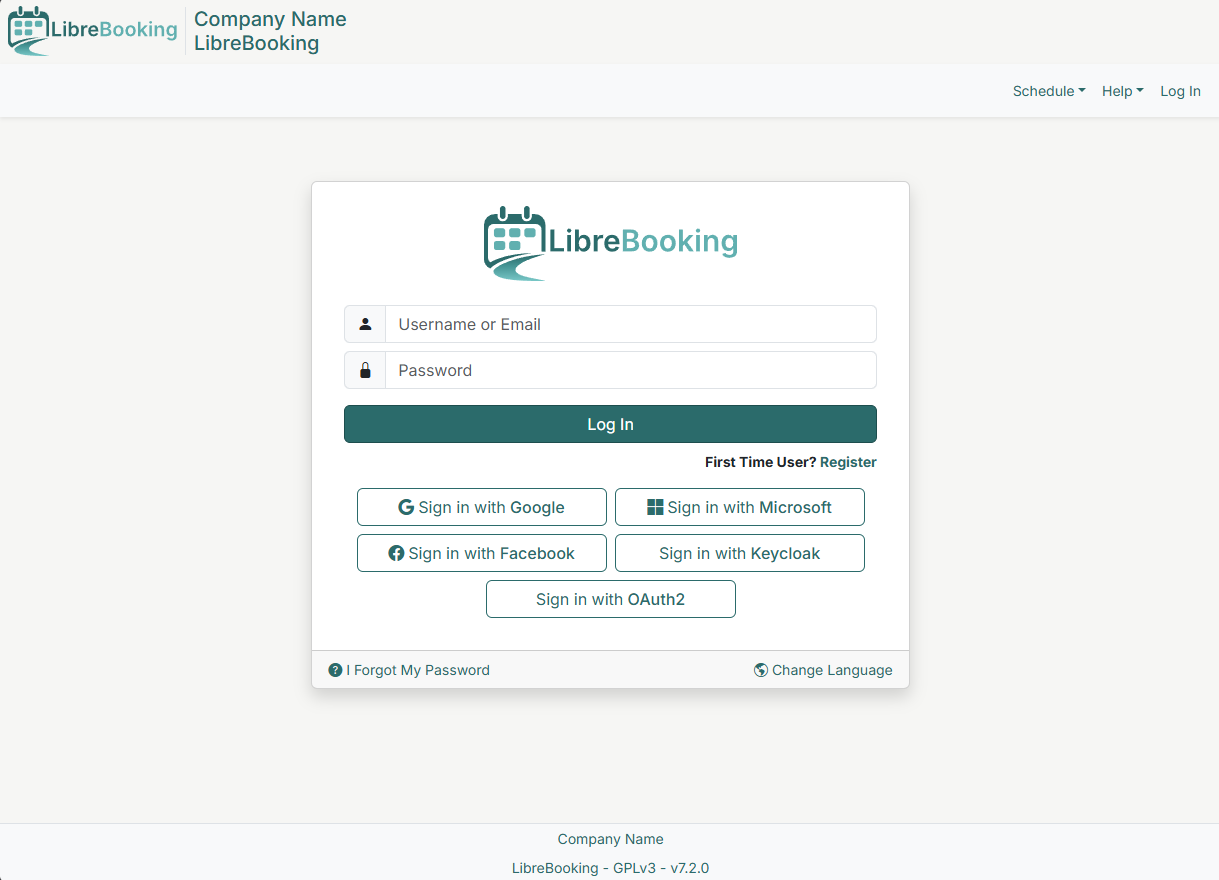 LibreBooking
Company Name
LibreBooking
Schedule
Help
Log In
LibreBooking
Username or Email
Password
Log In
First Time User? Register
Sign in with Google
Sign in with Microsoft
Sign in with Facebook
Sign in with Keycloak
Sign in with OAuth2
I Forgot My Password
Change Language
Company Name
LibreBooking - GPLv3 - v7.2.0